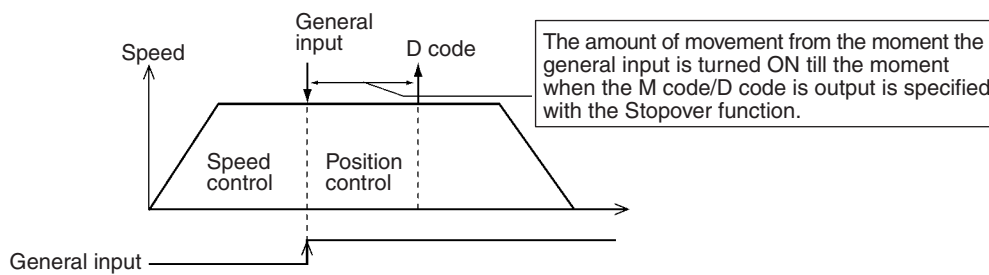 General
input
D code
Speed
The amount of movement from the moment the
general input is turned ON till the moment
when the M code/D code is output is specified
with the Stopover function.
Speed
control
Position
control
General input